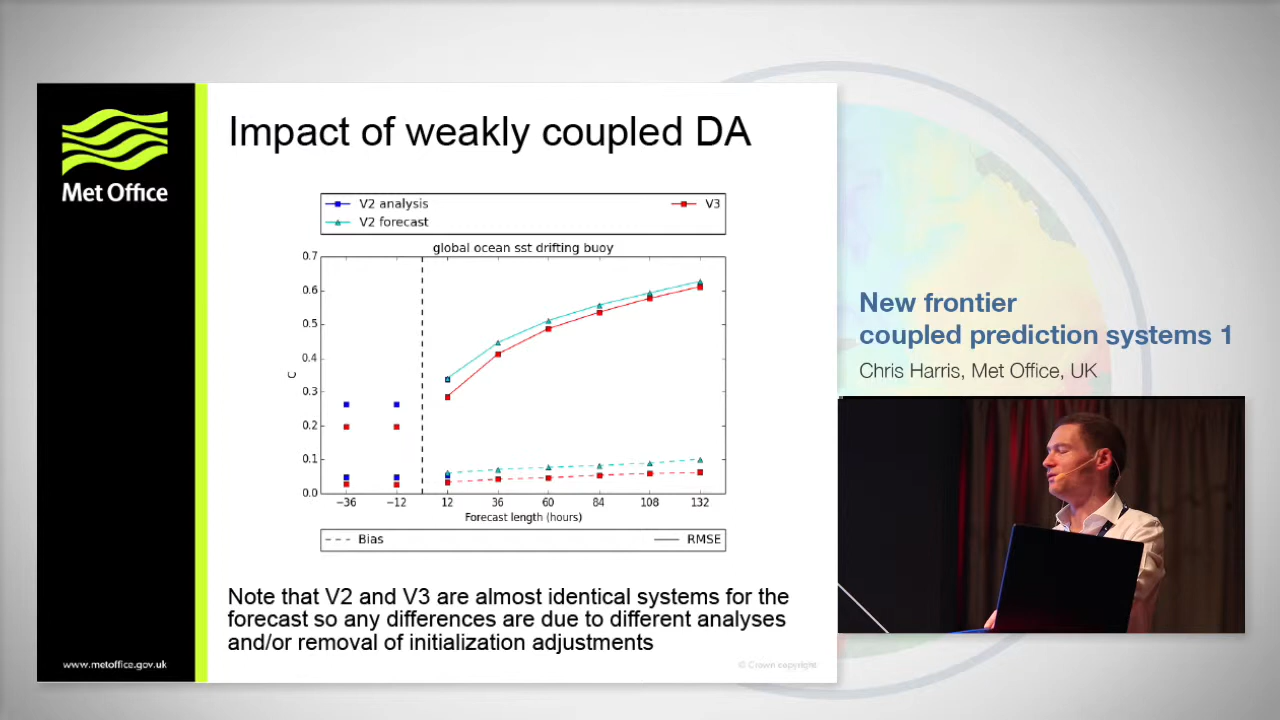 Met Office
Impact of weakly coupled DA
V2 analysis
V2 forecast
V3
global ocean sst drifting buoy
0.7
0.6
0.5
0.4
0.3
0.2
0.1
0.0
C
−36
−12
12
36
60
84
108
132
Forecast length (hours)
Bias
RMSE
Note that V2 and V3 are almost identical systems for the
forecast so any differences are due to different analyses
and/or removal of initialization adjustments
www.metoffice.gov.uk
© Crown copyright
New frontier
coupled prediction systems 1
Chris Harris, Met Office, UK